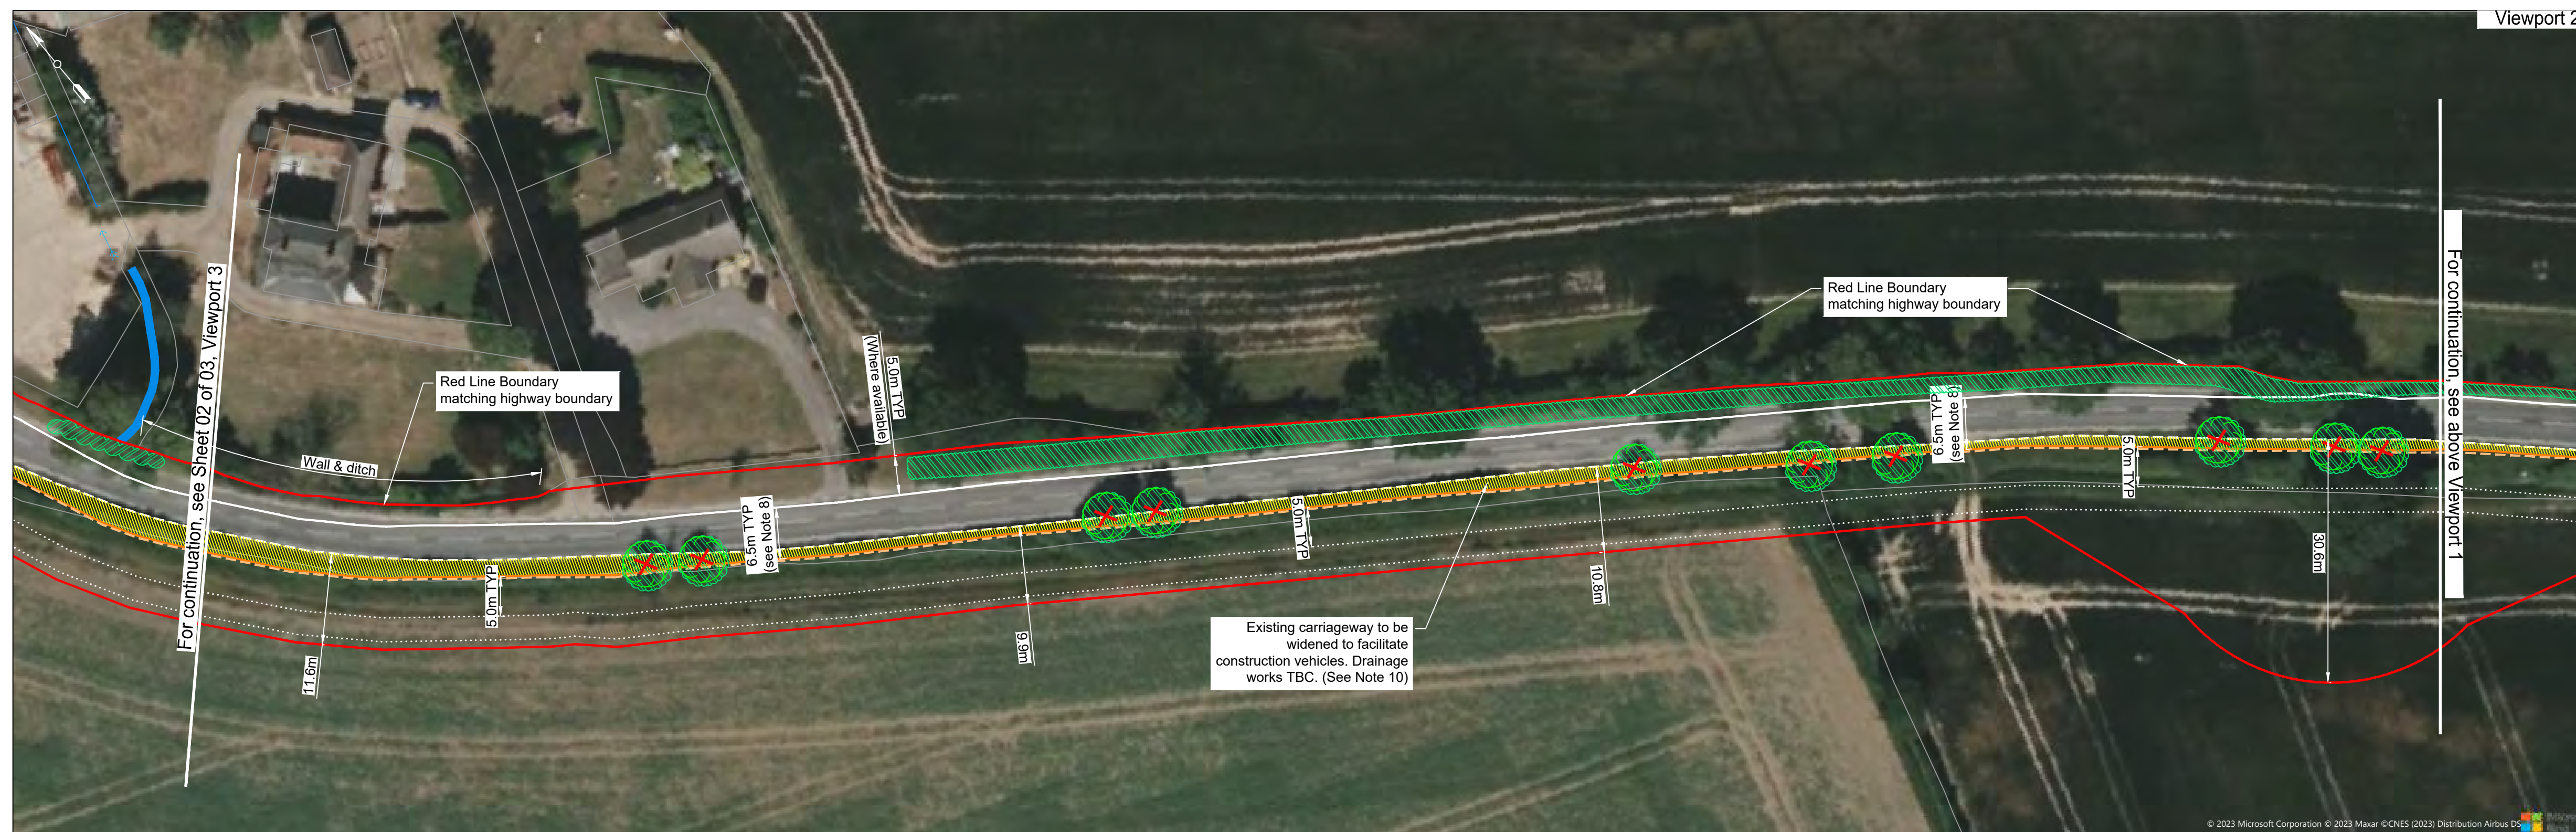 Viewport 2
For continuation, see Sheet 02 of 03, Viewport 3
Wall & ditch
Red Line Boundary
matching highway boundary
5.0m TYP
(Where available)
Red Line Boundary
matching highway boundary
6.5m TYP
(see Note 8)
For continuation, see above Viewport 1
11.6m
5.0m TYP
6.5m TYP
(see Note 8)
9.9m
5.0m TYP
10.8m
5.0m TYP
30.6m
Existing carriageway to be
widened to facilitate
construction vehicles. Drainage
works TBC. (See Note 10)
© 2023 Microsoft Corporation © 2023 Maxar ©CNES (2023) Distribution Airbus DS